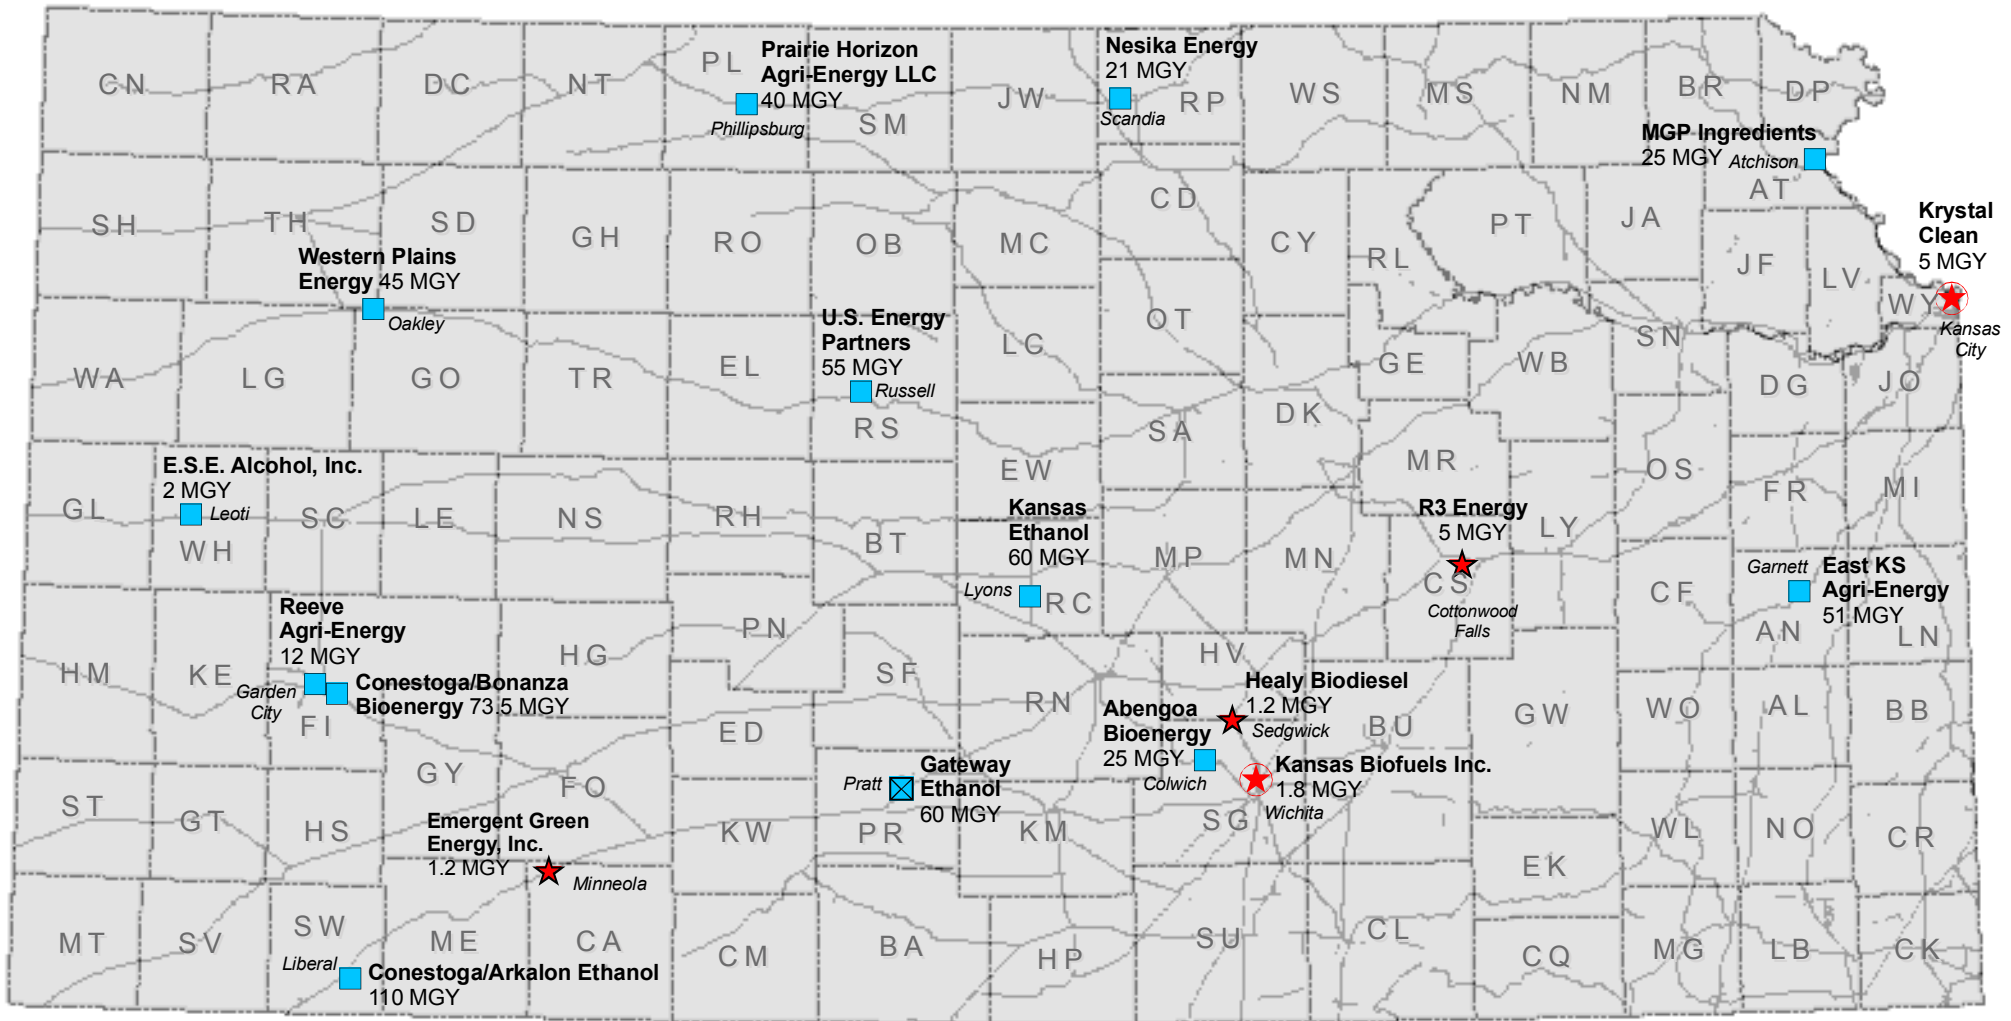 CN
RA
DC
NT
PL
Prairie Horizon
Agri-Energy LLC
40 MGY
Phillipsburg
SM
JW
Nesika Energy
21 MGY
Scandia
RP
WS
MS
NM
BR
DP
MGP Ingredients
25 MGY
Atchison
AT
SH
TH
SD
GH
RO
OB
MC
CD
CY
RL
PT
JA
JF
LV
WY
Krystal
Clean
5 MGY
Kansas
City
Western Plains
Energy 45 MGY
Oakley
U.S. Energy
Partners
55 MGY
Russell
RS
WA
LG
GO
TR
EL
LC
OT
SA
DK
GE
WB
SN
DG
JO
E.S.E. Alcohol, Inc.
2 MGY
Leoti
GL
WH
SC
LE
NS
RH
BT
EW
Kansas
Ethanol
60 MGY
Lyons
RC
MP
MN
MR
R3 Energy
5 MGY
CS
Cottonwood
Falls
LY
OS
FR
MI
CF
Garnett
East KS
Agri-Energy
51 MGY
AN
LN
Reeve
Agri-Energy
12 MGY
Garden
City
Conestoga/Bonanza
Bioenergy 73.5 MGY
HM
KE
FI
HG
PN
SF
ED
RN
HV
Healy Biodiesel
1.2 MGY
Sedgwick
Abengoa
Bioenergy
25 MGY
Colwich
Kansas Biofuels Inc.
1.8 MGY
Wichita
SG
BU
GW
WO
AL
BB
ST
GT
HS
GY
FO
Emergent Green
Energy, Inc.
1.2 MGY
Minneola
KW
Pratt
Gateway
Ethanol
60 MGY
PR
KM
EK
WL
NO
CR
MT
SV
SW
Liberal
Conestoga/Arkalon Ethanol
110 MGY
ME
CA
CM
BA
HP
SU
CL
CQ
MG
LB
CK